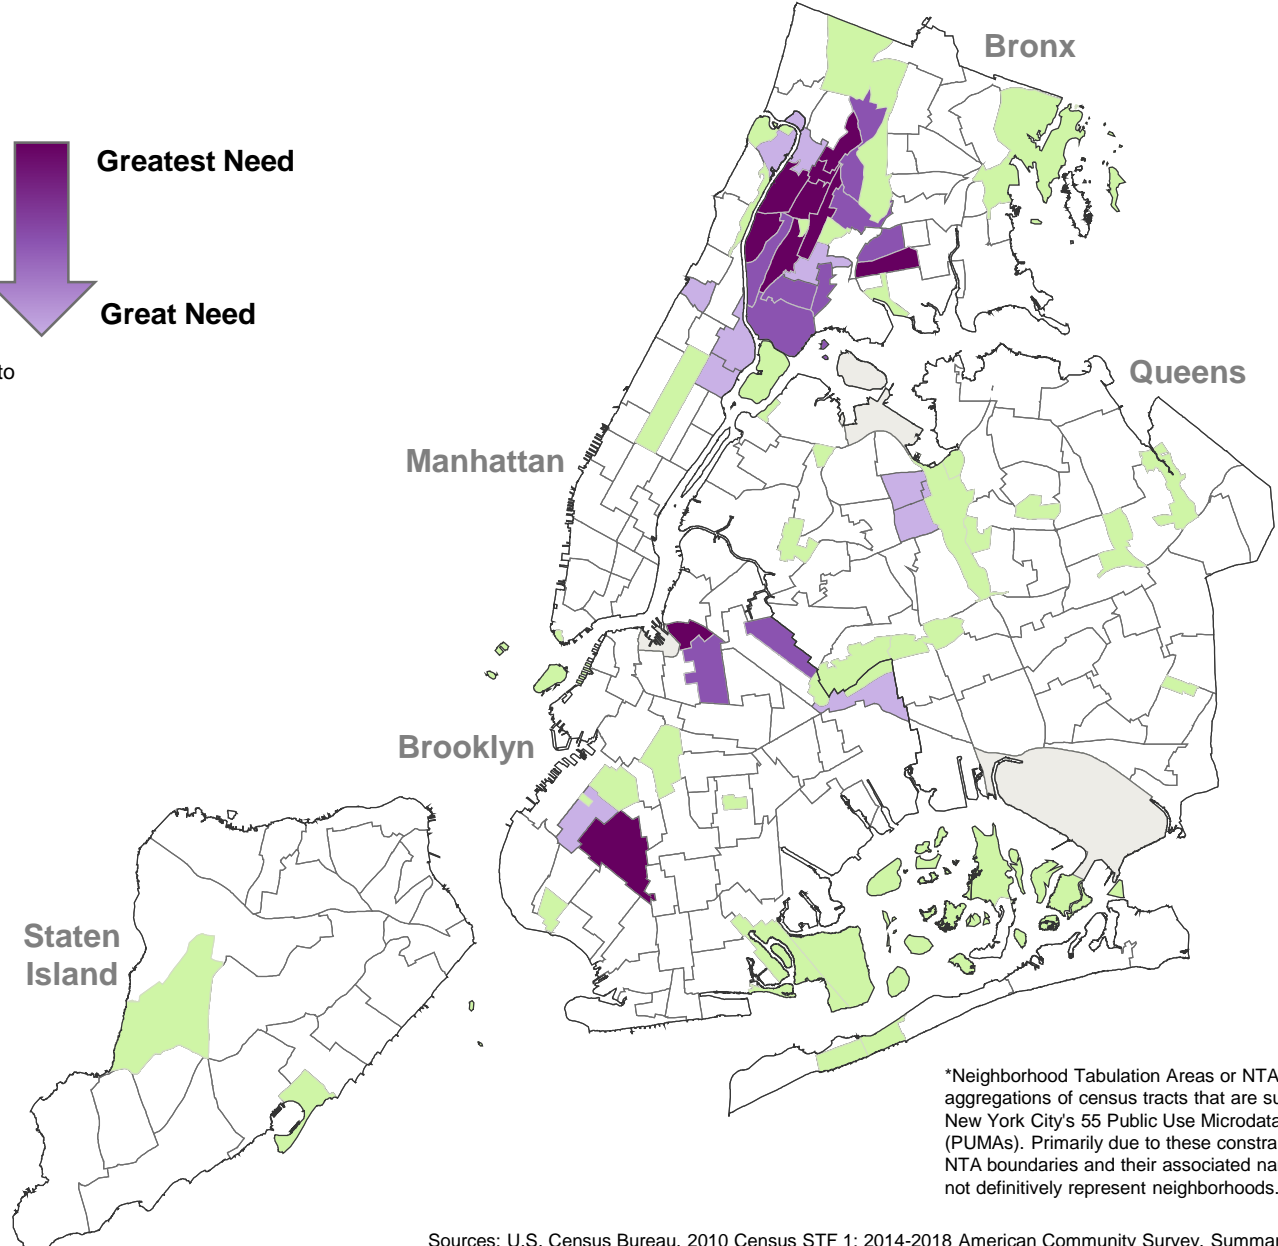 Bronx
Greatest Need
Great Need
to
Queens
Manhattan
Brooklyn
Staten
Island
*Neighborhood Tabulation Areas or NTA
aggregations of census tracts that are su
New York City's 55 Public Use Microdata
(PUMAs). Primarily due to these constra
NTA boundaries and their associated na
not definitively represent neighborhoods.
Sources: U.S. Census Bureau, 2010 Census STF 1; 2014-2018 American Community Survey, Summar